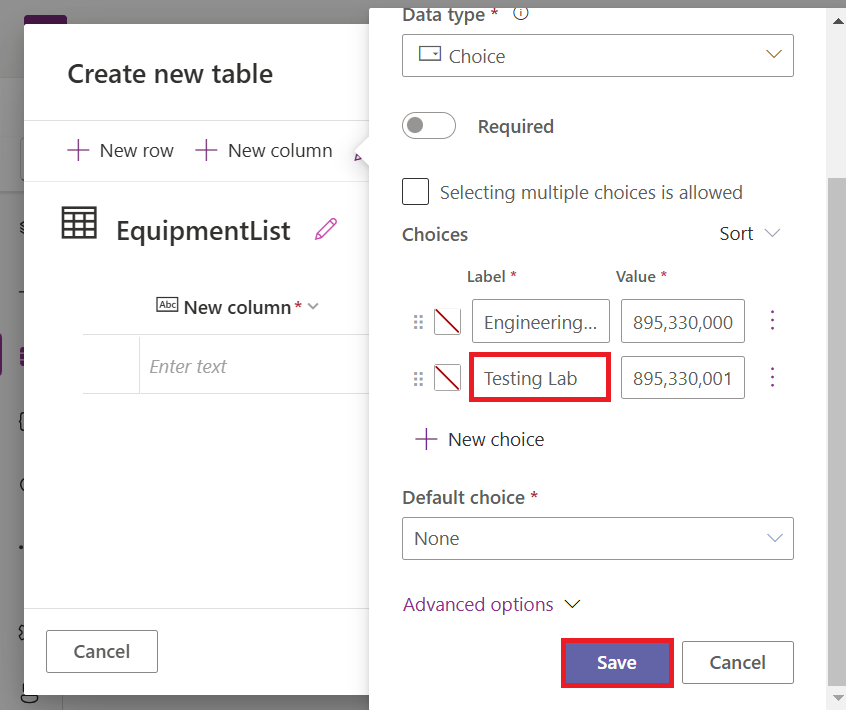 Create new table
New row
New column
EquipmentList
Abc New column *
Enter text
Cancel
Data type *
Choice
Required
Selecting multiple choices is allowed
Choices
Sort
Label *
Value *
Engineering...
895,330,000
Testing Lab
895,330,001
New choice
Default choice *
None
Advanced options
Save
Cancel